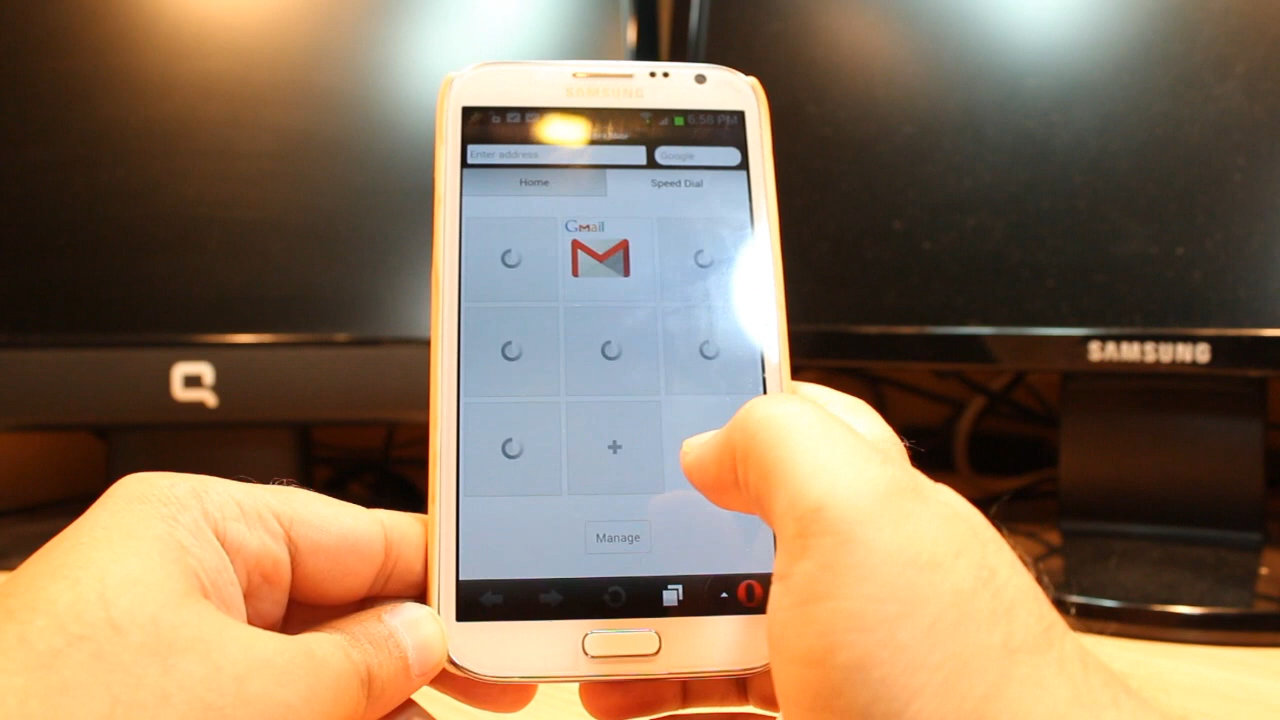 SAMSUNG
6:58 PM
Enter address
Google
Home
Speed Dial
Gmail
Manage
SAMSUNG